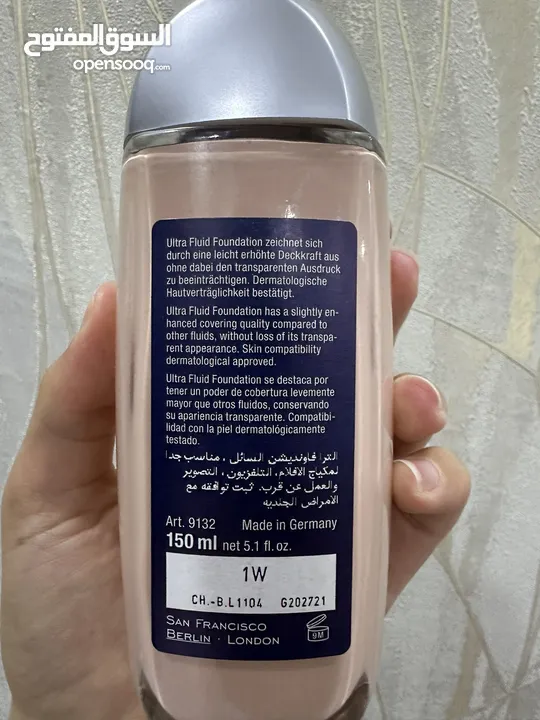 السوق المفتوح
opensooq.com
Ultra Fluid Foundation zeichnet sich
durch eine leicht erhöhte Deckkraft aus
ohne dabei den transparenten Ausdruck
zu beeinträchtigen. Dermatologische
Hautverträglichkeit bestätigt.
Ultra Fluid Foundation has a slightly en-
hanced covering quality compared to
other fluids, without loss of its transpa-
rent appearance. Skin compatibility
dermatological approved.
Ultra Fluid Foundation se destaca por
tener un poder de cobertura levemente
mayor que otros fluidos, conservando
su apariencia transparente. Compatibi-
lidad con la piel dermatológicamente
testado.
الترا فاونديشن السائل ، مناسب جدا
لمكياج الافلام، التلفزيون ، التصوير
والعمل عن قرب. ثبت توافقه مع
الامراض الجلديه
Art. 9132 Made in Germany
150 ml net 5.1 fl. oz.
1W
CH.-B.L1104 G202721
SAN FRANCISCO
BERLIN · LONDON
9M